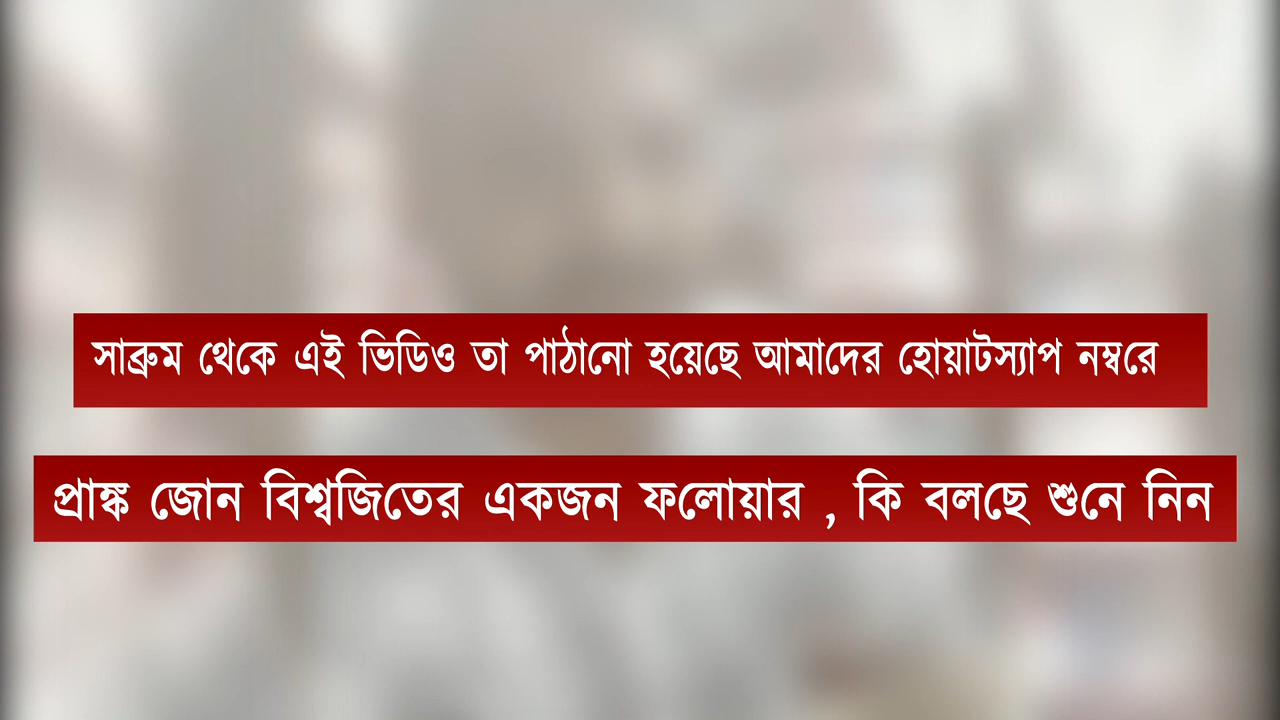 সাব্রুম থেকে এই ভিডিও তা পাঠানো হয়েছে আমাদের হোয়াটস্যাপ নম্বরে
প্রাঙ্ক জোন বিশ্বজিতের একজন ফলোয়ার , কি বলছে শুনে নিন